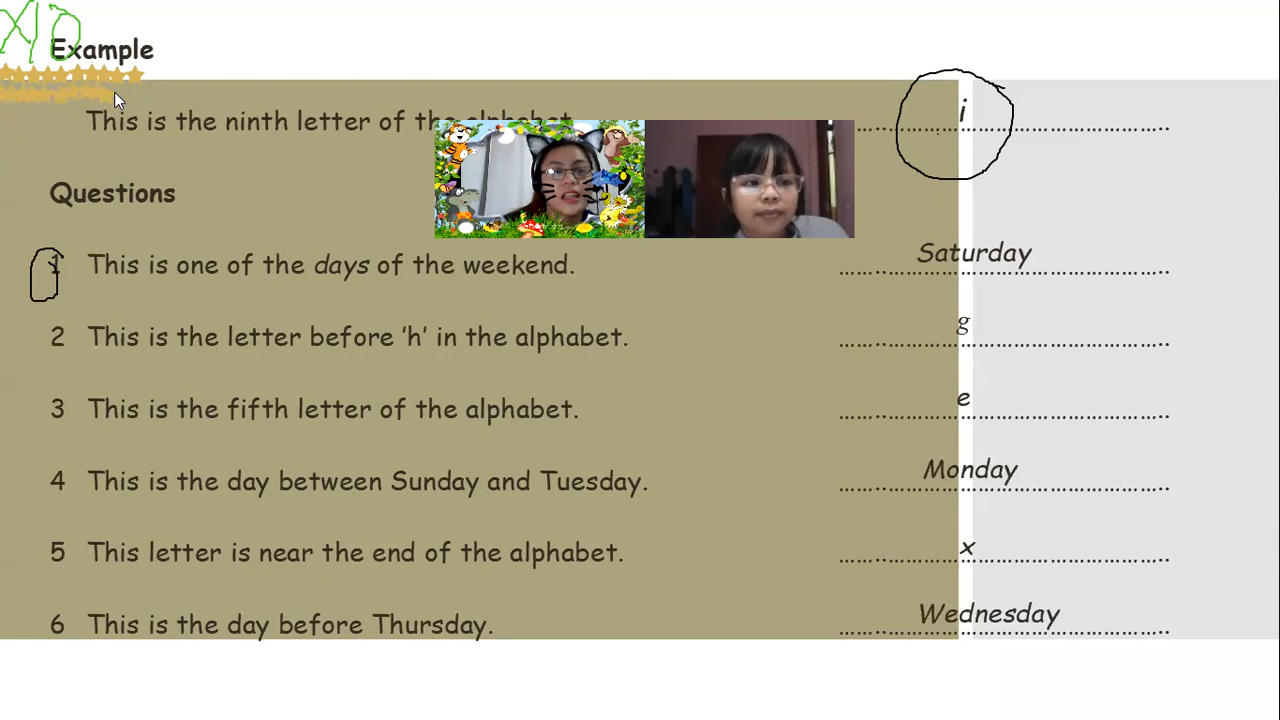 XD
Example
This is the ninth letter of the alphabet. ……..……………………………………….. i
Questions
1 This is one of the days of the weekend. ……..……………………………………….. Saturday
2 This is the letter before ‘h’ in the alphabet. ……..……………………………………….. g
3 This is the fifth letter of the alphabet. ……..……………………………………….. e
4 This is the day between Sunday and Tuesday. ……..……………………………………….. Monday
5 This letter is near the end of the alphabet. ……..……………………………………….. x
6 This is the day before Thursday. ……..……………………………………….. Wednesday